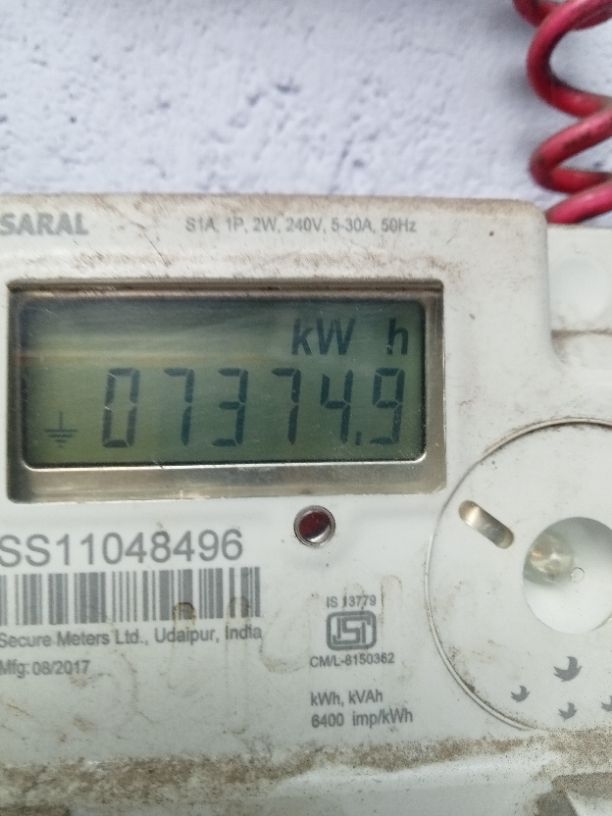 SARAL
S1A, 1P, 2W, 240V, 5-30A, 50Hz
kW h
07374.9
SS11048496
Secure Meters Ltd., Udaipur, India
Mfg: 08/2017
IS 13779
ISI
CM/L-8150362
kWh, kVAh
6400 imp/kWh